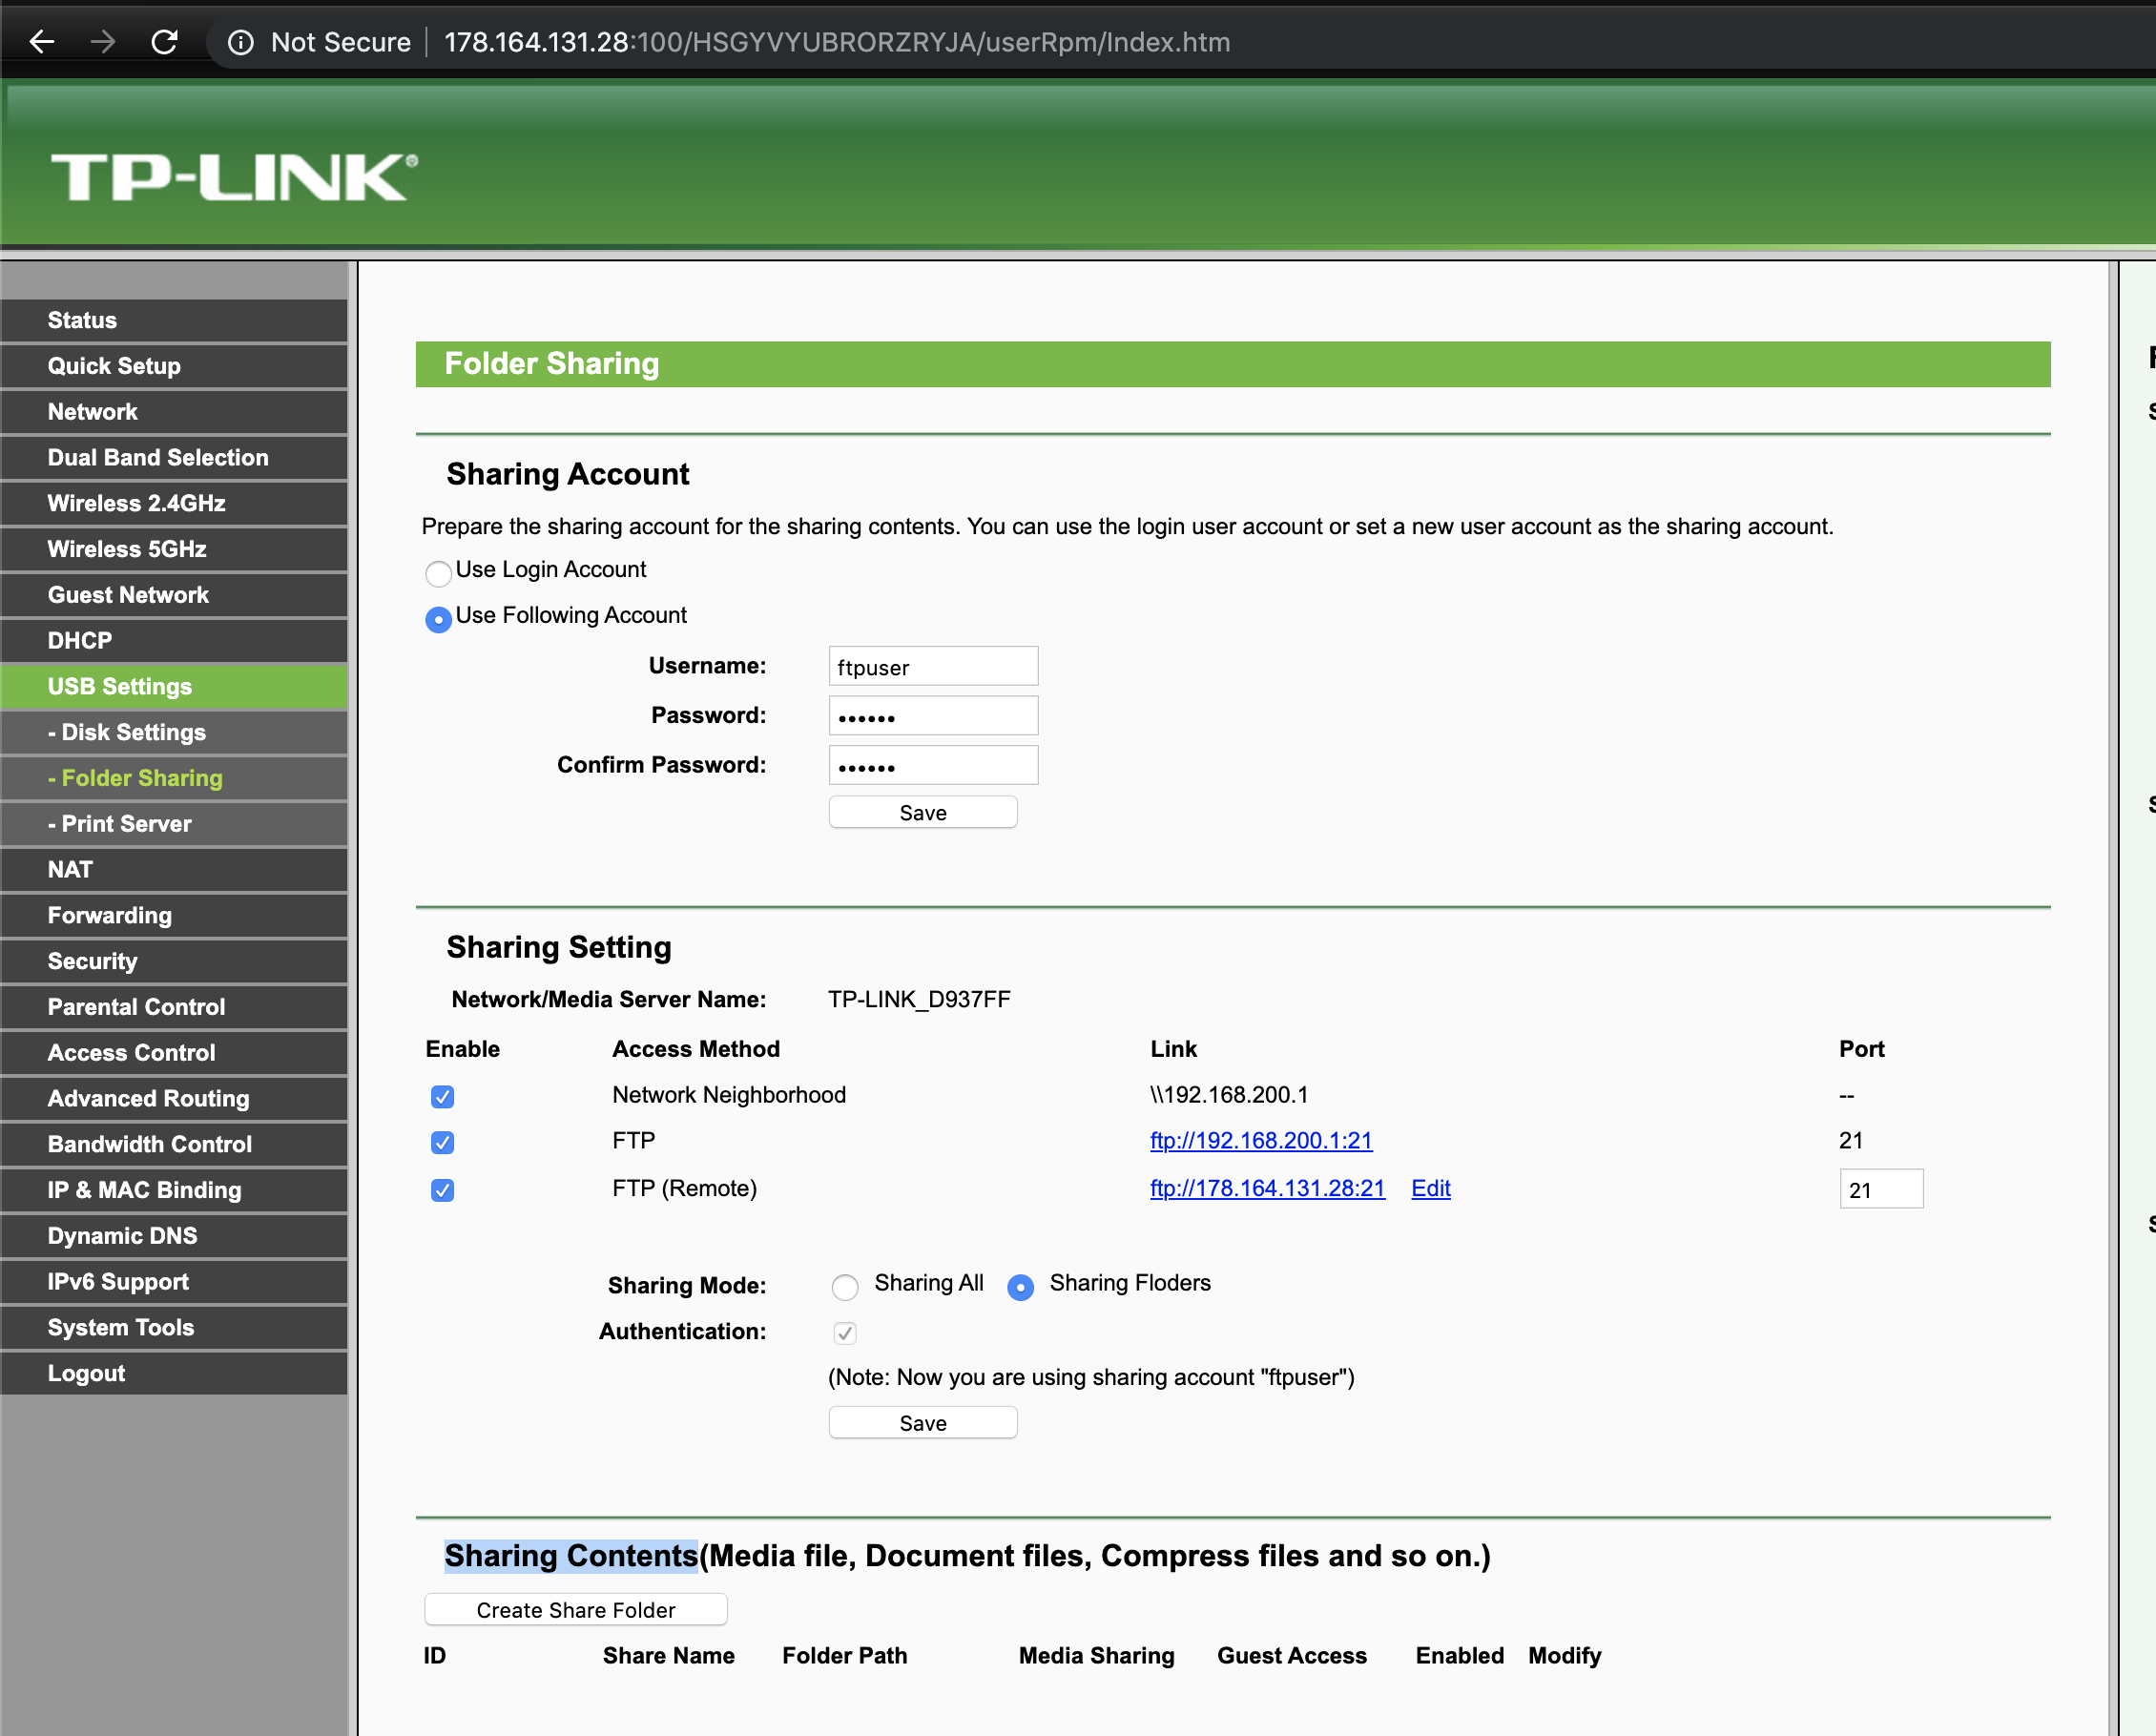 Not Secure | 178.164.131.28:100/HSGYVYUBRORZRYJA/userRpm/Index.htm
TP-LINK®
Status
Quick Setup
Network
Dual Band Selection
Wireless 2.4GHz
Wireless 5GHz
Guest Network
DHCP
USB Settings
- Disk Settings
- Folder Sharing
- Print Server
NAT
Forwarding
Security
Parental Control
Access Control
Advanced Routing
Bandwidth Control
IP & MAC Binding
Dynamic DNS
IPv6 Support
System Tools
Logout
Folder Sharing
Sharing Account
Prepare the sharing account for the sharing contents. You can use the login user account or set a new user account as the sharing account.
Use Login Account
Use Following Account
Username: ftpuser
Password: ••••••
Confirm Password: ••••••
Save
Sharing Setting
Network/Media Server Name: TP-LINK_D937FF
Enable Access Method Link Port
Network Neighborhood \\192.168.200.1 --
FTP ftp://192.168.200.1:21 21
FTP (Remote) ftp://178.164.131.28:21 Edit 21
Sharing Mode: Sharing All Sharing Floders
Authentication:
(Note: Now you are using sharing account "ftpuser")
Save
Sharing Contents(Media file, Document files, Compress files and so on.)
Create Share Folder
ID Share Name Folder Path Media Sharing Guest Access Enabled Modify